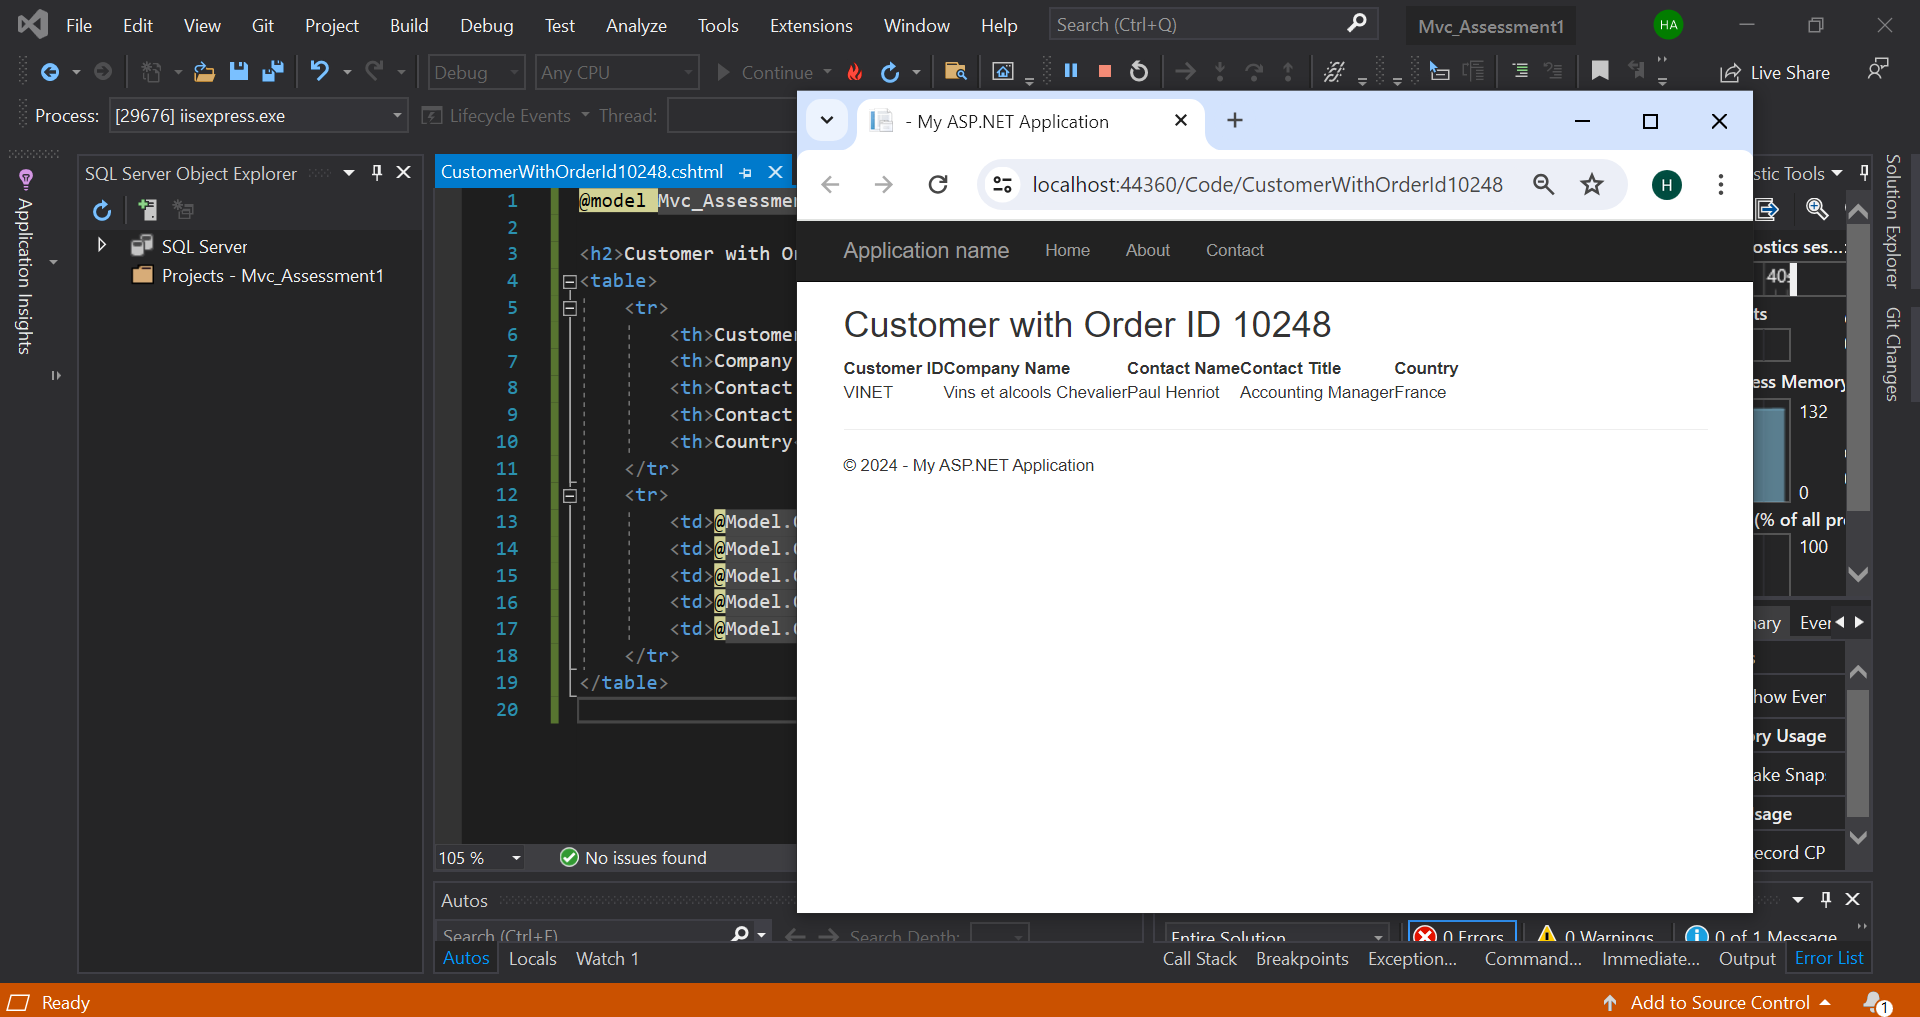 File Edit View Git Project Build Debug Test Analyze Tools Extensions Window Help Search (Ctrl+Q) Mvc_Assessment1 HA
Debug Any CPU Continue Live Share
Process: [29676] iisexpress.exe Lifecycle Events Thread:
Application Insights
SQL Server Object Explorer
SQL Server
Projects - Mvc_Assessment1
CustomerWithOrderId10248.cshtml
1 @model Mvc_Assessmen
2
3 <h2>Customer with Or
4 <table>
5 <tr>
6 <th>Customer
7 <th>Company
8 <th>Contact
9 <th>Contact
10 <th>Country
11 </tr>
12 <tr>
13 <td>@Model.C
14 <td>@Model.C
15 <td>@Model.C
16 <td>@Model.C
17 <td>@Model.C
18 </tr>
19 </table>
20
105 % No issues found
- My ASP.NET Application
localhost:44360/Code/CustomerWithOrderId10248 H
Application name Home About Contact
Customer with Order ID 10248
Customer ID Company Name Contact Name Contact Title Country
VINET Vins et alcools Chevalier Paul Henriot Accounting Manager France
© 2024 - My ASP.NET Application
stic Tools
ostics ses...:
40s
ts
ess Memory
132
0
(% of all pr
100
nary Ever
how Ever
ry Usage
ake Snap
sage
ecord CP
Solution Explorer
Git Changes
Autos
Search (Ctrl+E) Search Depth:
Autos Locals Watch 1
Entire Solution 0 Errors 0 Warnings 0 of 1 Message
Call Stack Breakpoints Exception... Command... Immediate... Output Error List
Ready Add to Source Control 1